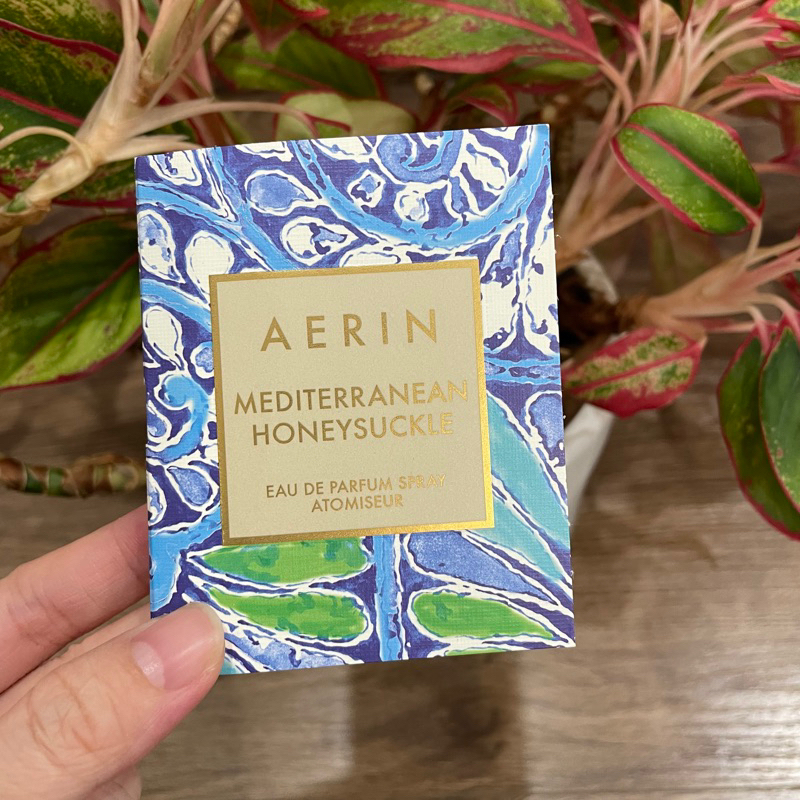 AERIN
MEDITERRANEAN
HONEYSUCKLE
EAU DE PARFUM SPRAY
ATOMISEUR